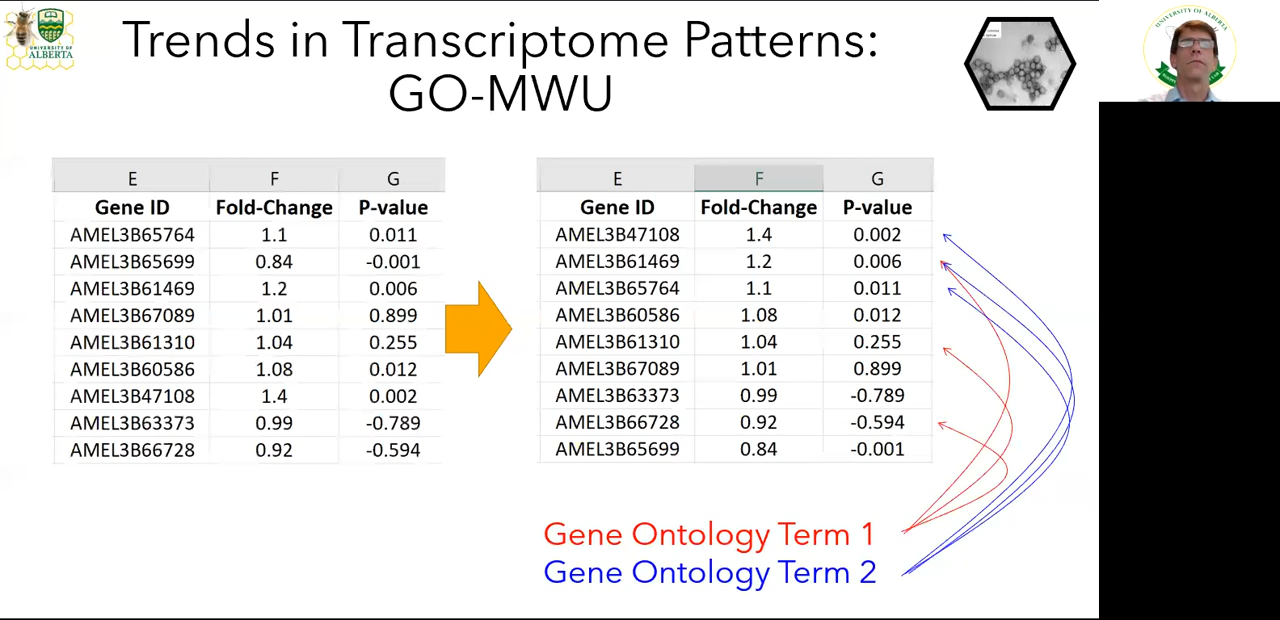 UNIVERSITY OF
ALBERTA
Trends in Transcriptome Patterns:
GO-MWU
UNIVERSITY OF ALBERTA
E F G
Gene ID Fold-Change P-value
AMEL3B65764 1.1 0.011
AMEL3B65699 0.84 -0.001
AMEL3B61469 1.2 0.006
AMEL3B67089 1.01 0.899
AMEL3B61310 1.04 0.255
AMEL3B60586 1.08 0.012
AMEL3B47108 1.4 0.002
AMEL3B63373 0.99 -0.789
AMEL3B66728 0.92 -0.594
E F G
Gene ID Fold-Change P-value
AMEL3B47108 1.4 0.002
AMEL3B61469 1.2 0.006
AMEL3B65764 1.1 0.011
AMEL3B60586 1.08 0.012
AMEL3B61310 1.04 0.255
AMEL3B67089 1.01 0.899
AMEL3B63373 0.99 -0.789
AMEL3B66728 0.92 -0.594
AMEL3B65699 0.84 -0.001
Gene Ontology Term 1
Gene Ontology Term 2